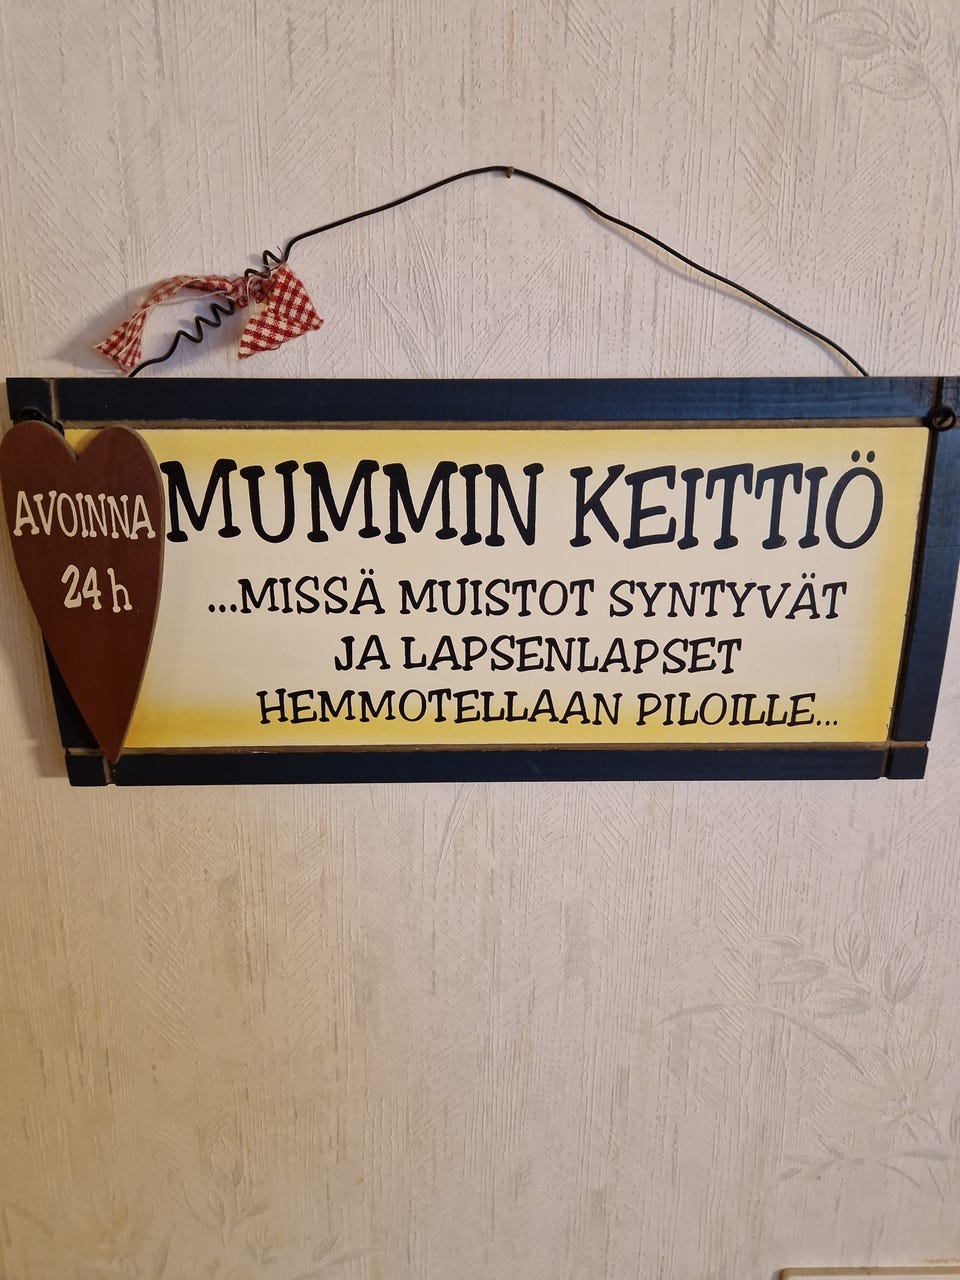 AVOINNA
24 h
MUMMIN KEITTIÖ
...MISSÄ MUISTOT SYNTYVÄT
JA LAPSENLAPSET
HEMMOTELLAAN PILOILLE...